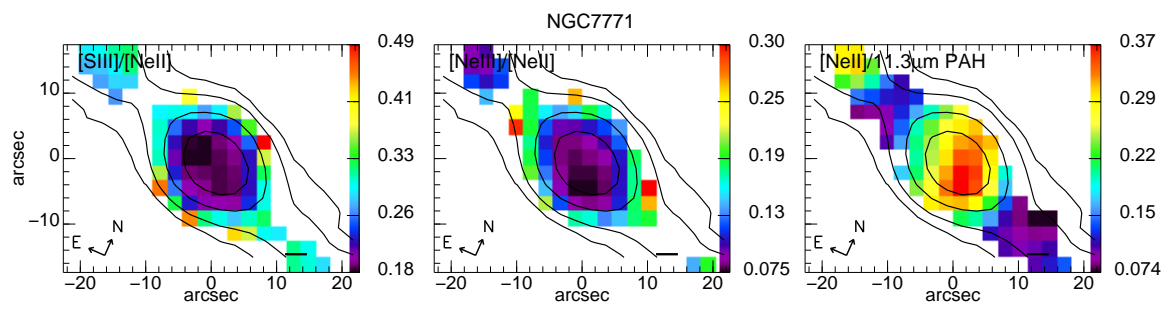 NGC7771
[SIII]/[NeII]
[NeIII]/[NeII]
[NeII]/11.3μm PAH
0.49
0.41
0.33
0.26
0.18
0.30
0.25
0.19
0.13
0.075
0.37
0.29
0.22
0.15
0.074
10
0
−10
arcsec
E
N
E
N
E
N
−20 −10 0 10 20
−20 −10 0 10 20
−20 −10 0 10 20
arcsec
arcsec
arcsec